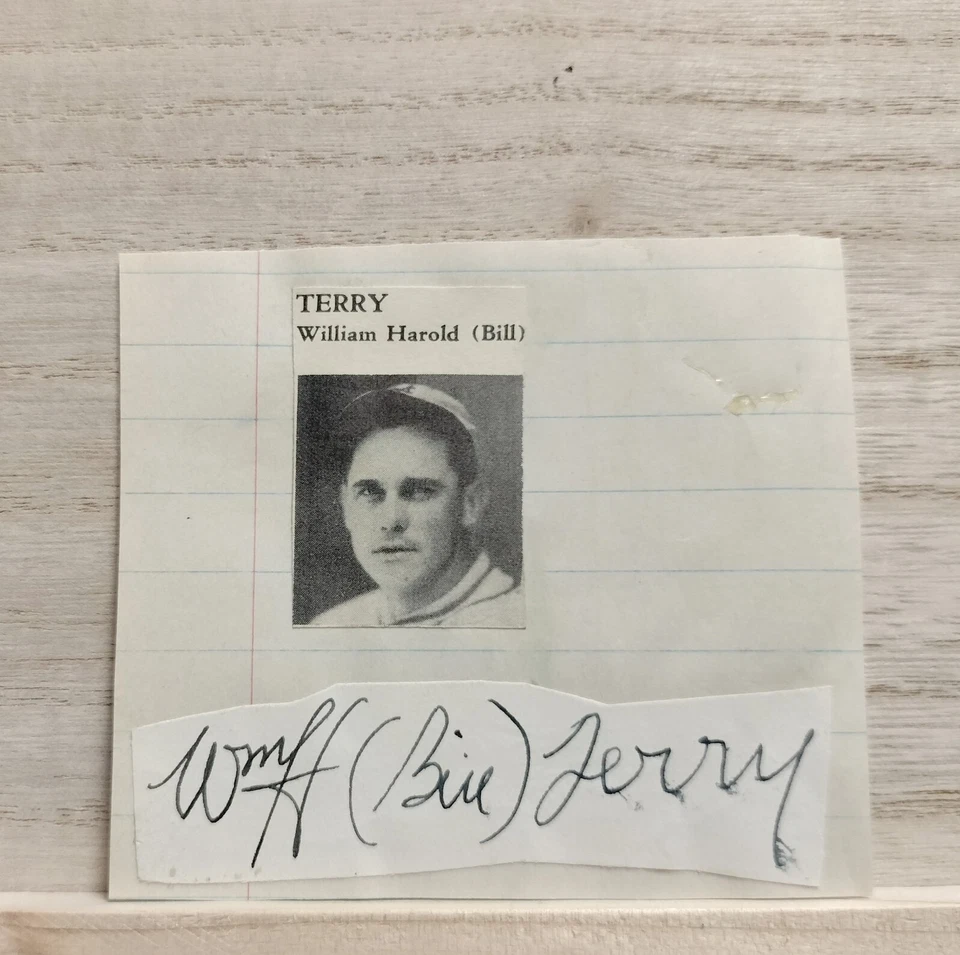 TERRY
William Harold (Bill)
Wm H (Bill) Terry